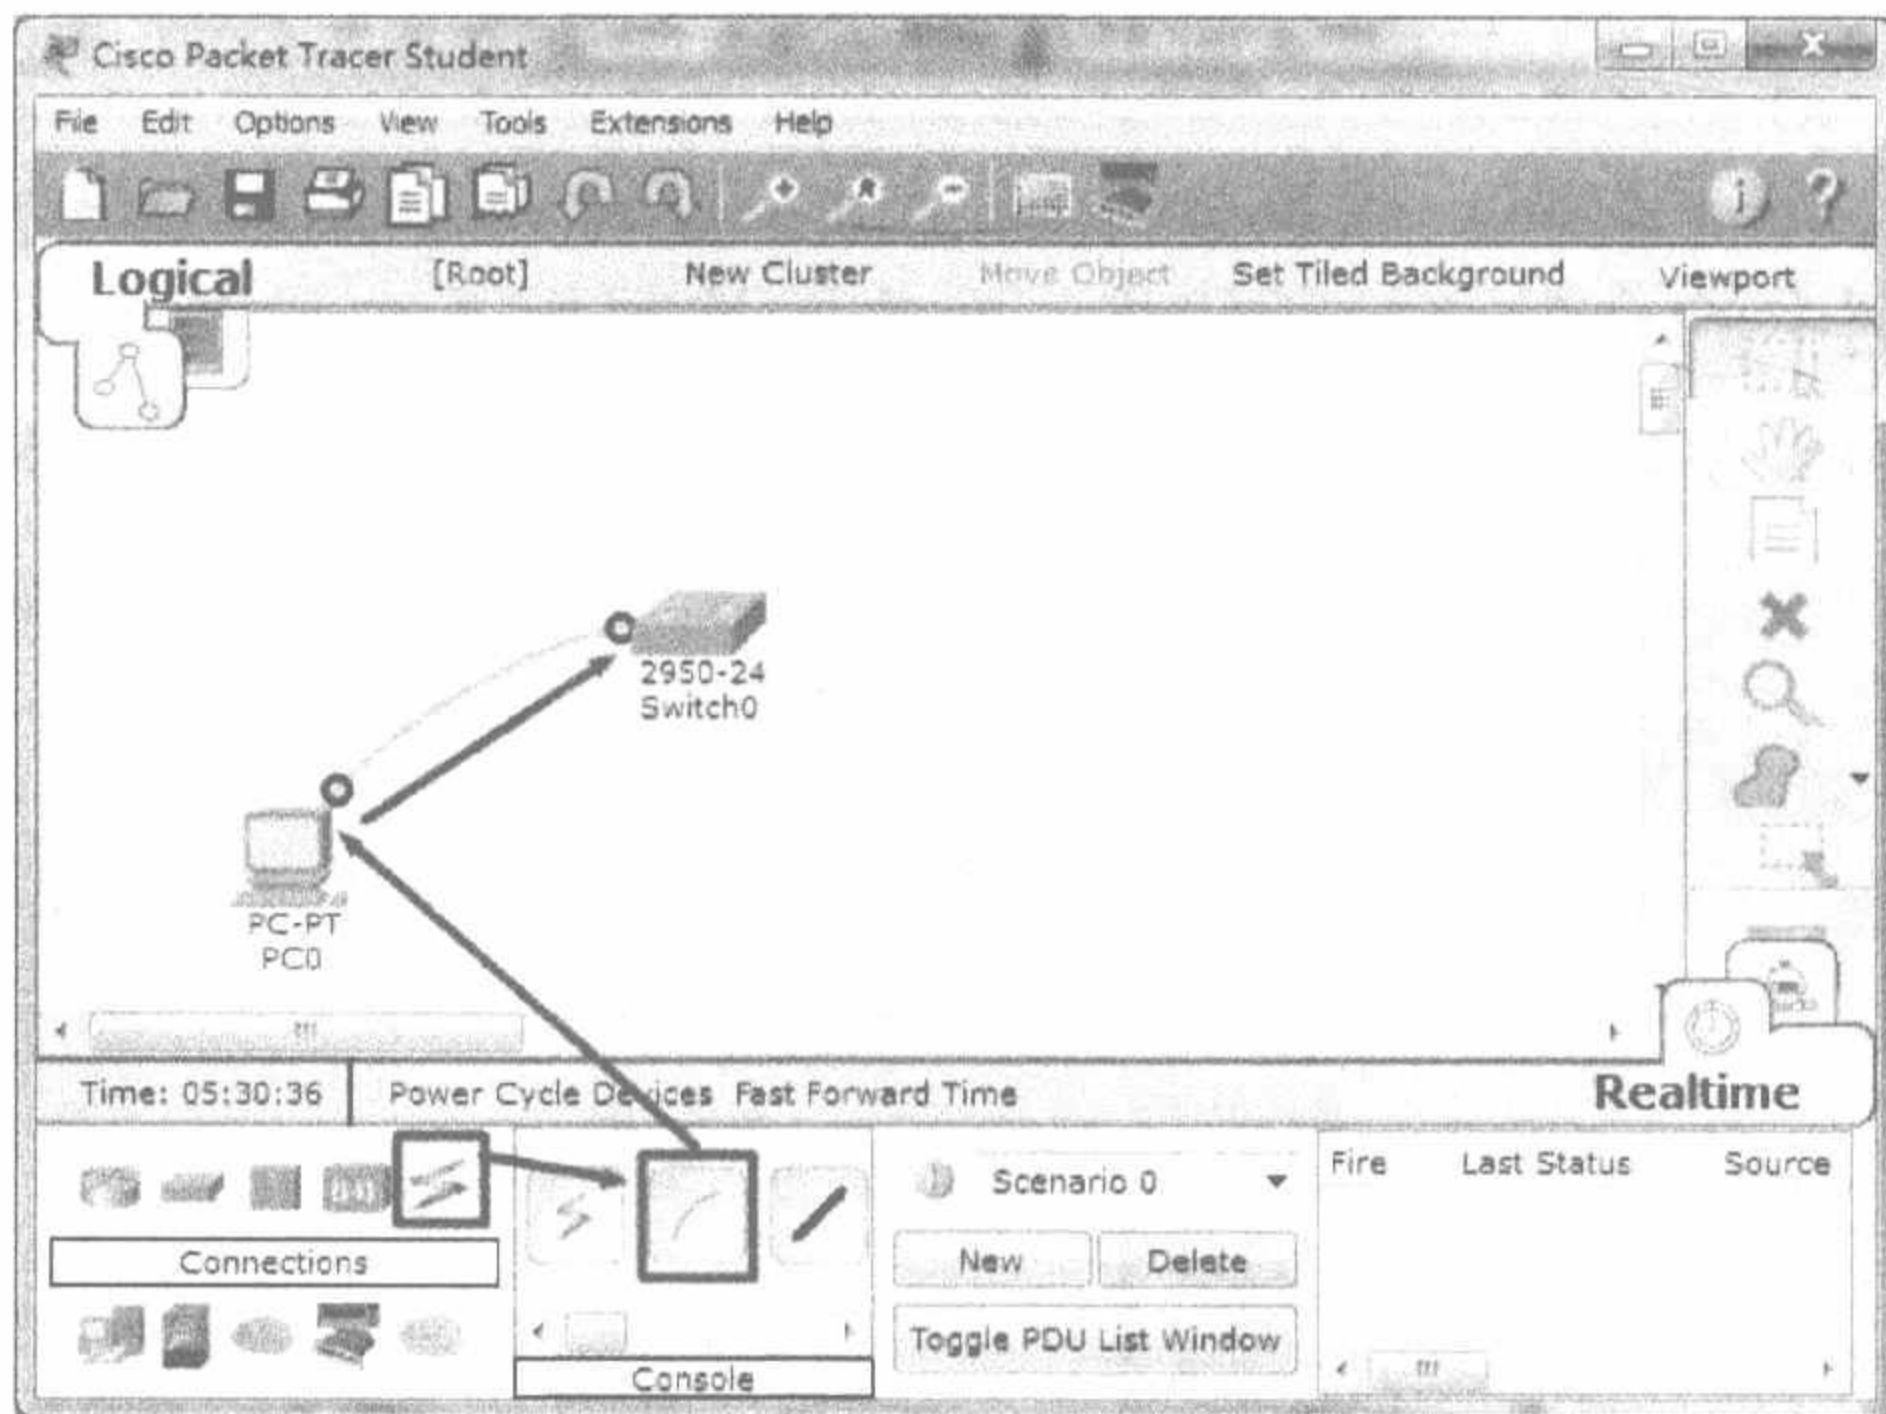 Cisco Packet Tracer Student
File Edit Options View Tools Extensions Help
Logical [Root] New Cluster Move Object Set Tiled Background Viewport
2950-24
Switch0
PC-PT
PC0
Time: 05:30:36 Power Cycle Devices Fast Forward Time Realtime
Scenario 0 Fire Last Status Source
Connections New Delete
Toggle PDU List Window
Console